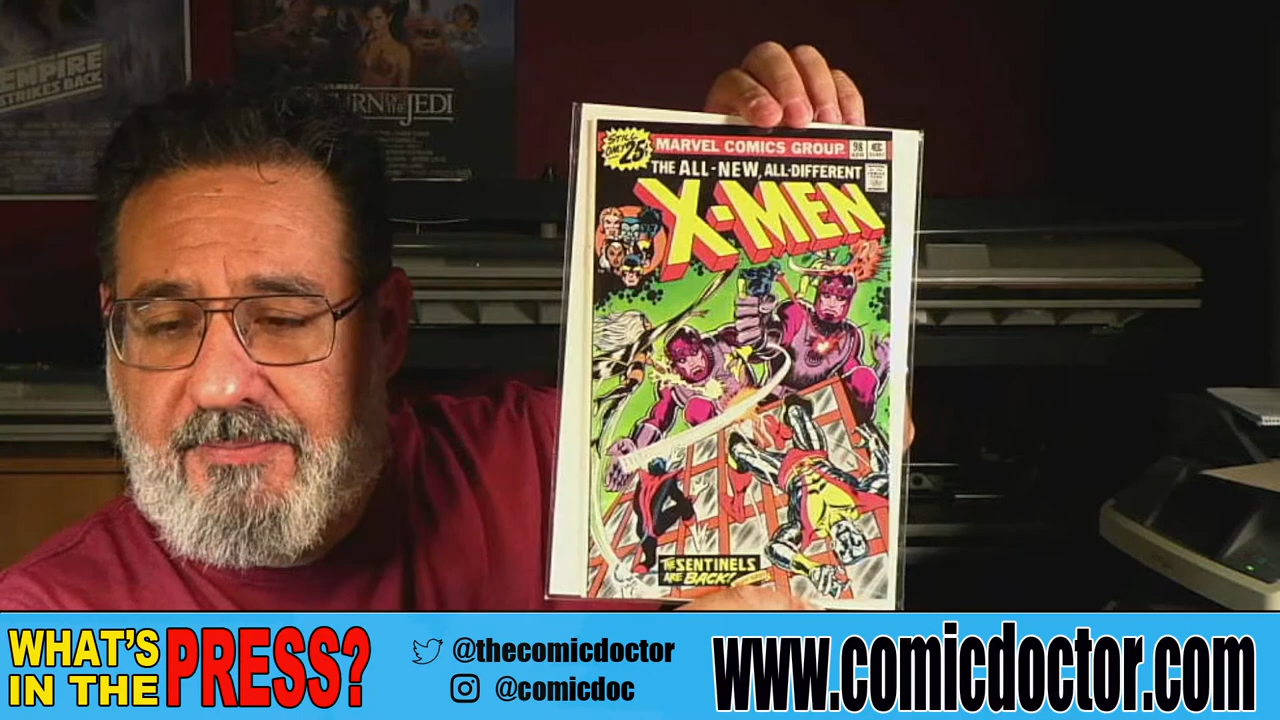 EMPIRE
STRIKES BACK
RETURN OF THE JEDI
STILL
ONLY 25¢
MARVEL COMICS GROUP
98
THE ALL-NEW, ALL-DIFFERENT
X-MEN
THE SENTINELS
ARE BACK!
WHAT'S
IN THE
PRESS?
@thecomicdoctor
@comicdoc
www.comicdoctor.com